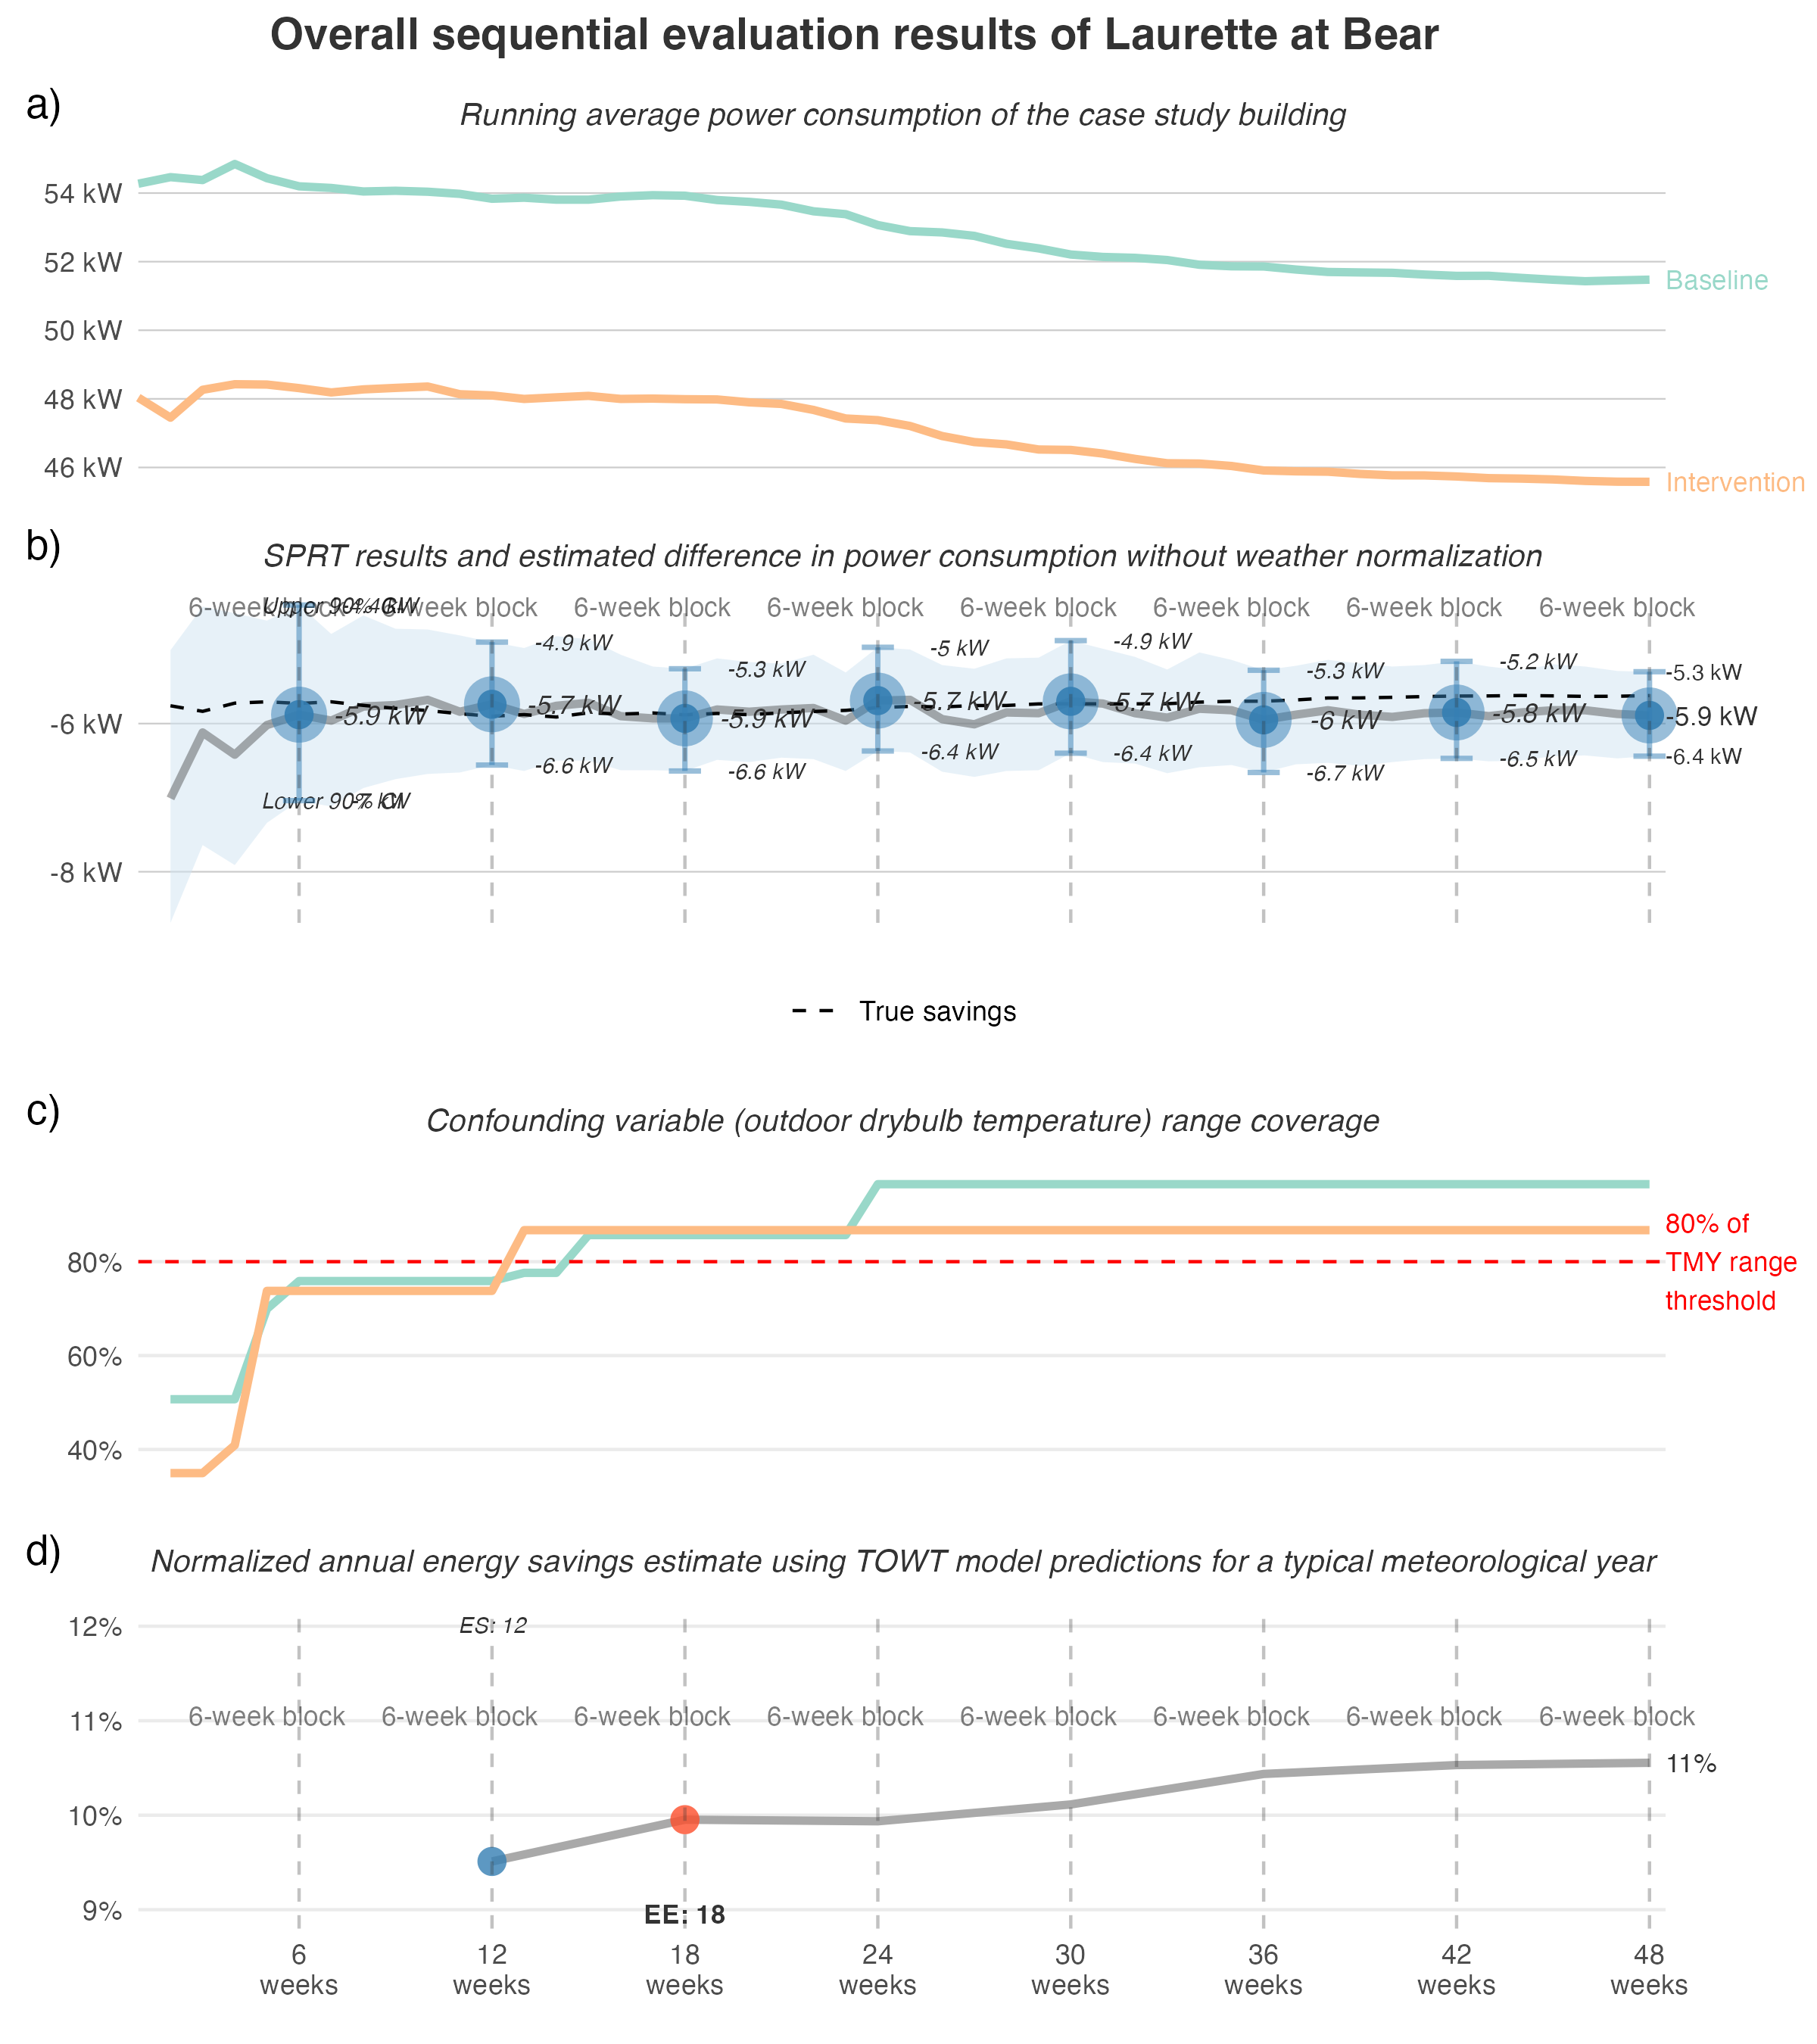 Overall sequential evaluation results of Laurette at Bear
a)
Running average power consumption of the case study building
54 kW
52 kW
50 kW
48 kW
46 kW
Baseline
Intervention
b)
SPRT results and estimated difference in power consumption without weather normalization
6-week block 6-week block 6-week block 6-week block 6-week block 6-week block 6-week block 6-week block
Upper 90% CI
-4.4 kW
-4.9 kW
-5.3 kW
-5 kW
-4.9 kW
-5.3 kW
-5.2 kW
-5.3 kW
-6 kW
-5.9 kW
-5.7 kW
-5.9 kW
-5.7 kW
-5.7 kW
-6 kW
-5.8 kW
-5.9 kW
Lower 90% CI
-7 kW
-6.6 kW
-6.6 kW
-6.4 kW
-6.4 kW
-6.7 kW
-6.5 kW
-6.4 kW
-8 kW
True savings
c)
Confounding variable (outdoor drybulb temperature) range coverage
80%
60%
40%
80% of
TMY range
threshold
d)
Normalized annual energy savings estimate using TOWT model predictions for a typical meteorological year
12%
ES: 12
11%
6-week block 6-week block 6-week block 6-week block 6-week block 6-week block 6-week block 6-week block
11%
10%
9%
EE: 18
6 12 18 24 30 36 42 48
weeks weeks weeks weeks weeks weeks weeks weeks